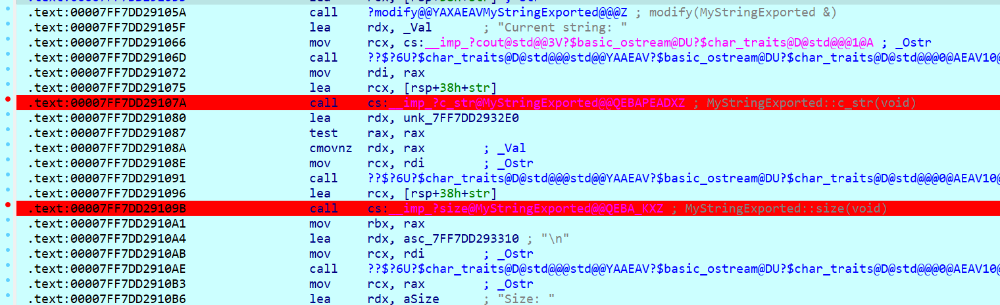 .text:00007FF7DD29105A call ?modify@@YAXAEAVMyStringExported@@@Z ; modify(MyStringExported &)
.text:00007FF7DD29105F lea rdx, _Val ; "Current string: "
.text:00007FF7DD291066 mov rcx, cs:__imp_?cout@std@@3V?$basic_ostream@DU?$char_traits@D@std@@@1@A ; _Ostr
.text:00007FF7DD29106D call ??$?6U?$char_traits@D@std@@@std@@YAAEAV?$basic_ostream@DU?$char_traits@D@std@@@0@AEAV10@
.text:00007FF7DD291072 mov rdi, rax
.text:00007FF7DD291075 lea rcx, [rsp+38h+str]
.text:00007FF7DD29107A call cs:__imp_?c_str@MyStringExported@@QEBAPEADXZ ; MyStringExported::c_str(void)
.text:00007FF7DD291080 lea rdx, unk_7FF7DD2932E0
.text:00007FF7DD291087 test rax, rax
.text:00007FF7DD29108A cmovnz rdx, rax ; _Val
.text:00007FF7DD29108E mov rcx, rdi ; _Ostr
.text:00007FF7DD291091 call ??$?6U?$char_traits@D@std@@@std@@YAAEAV?$basic_ostream@DU?$char_traits@D@std@@@0@AEAV10@
.text:00007FF7DD291096 lea rcx, [rsp+38h+str]
.text:00007FF7DD29109B call cs:__imp_?size@MyStringExported@@QEBA_KXZ ; MyStringExported::size(void)
.text:00007FF7DD2910A1 mov rbx, rax
.text:00007FF7DD2910A4 lea rdx, asc_7FF7DD293310 ; "\n"
.text:00007FF7DD2910AB mov rcx, rdi ; _Ostr
.text:00007FF7DD2910AE call ??$?6U?$char_traits@D@std@@@std@@YAAEAV?$basic_ostream@DU?$char_traits@D@std@@@0@AEAV10@
.text:00007FF7DD2910B3 mov rcx, rax ; _Ostr
.text:00007FF7DD2910B6 lea rdx, aSize ; "Size: "